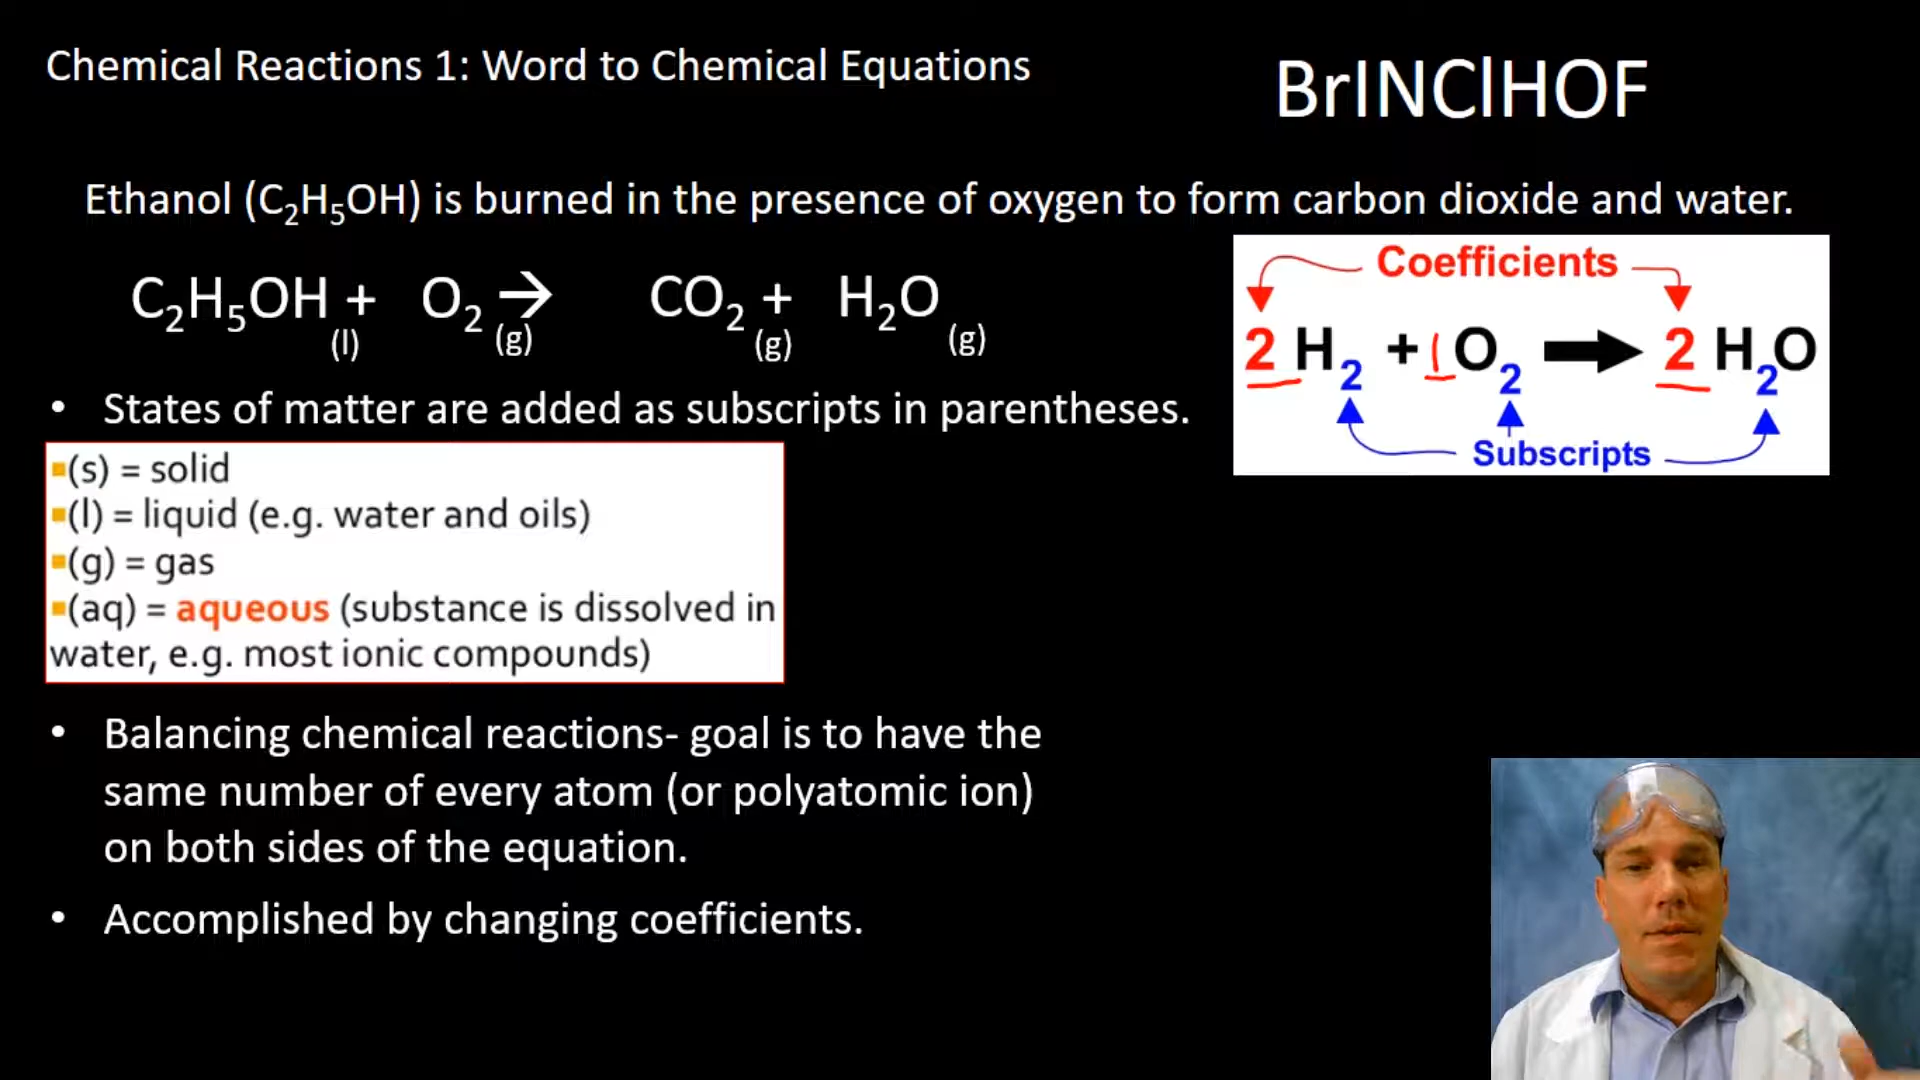 Chemical Reactions 1: Word to Chemical Equations
BrINClHOF
Ethanol (C₂H₅OH) is burned in the presence of oxygen to form carbon dioxide and water.
C₂H₅OH (l) + O₂ (g) → CO₂ (g) + H₂O (g)
Coefficients
2 H₂ + 1 O₂ → 2 H₂O
Subscripts
• States of matter are added as subscripts in parentheses.
(s) = solid
(l) = liquid (e.g. water and oils)
(g) = gas
(aq) = aqueous (substance is dissolved in
water, e.g. most ionic compounds)
• Balancing chemical reactions- goal is to have the
same number of every atom (or polyatomic ion)
on both sides of the equation.
• Accomplished by changing coefficients.